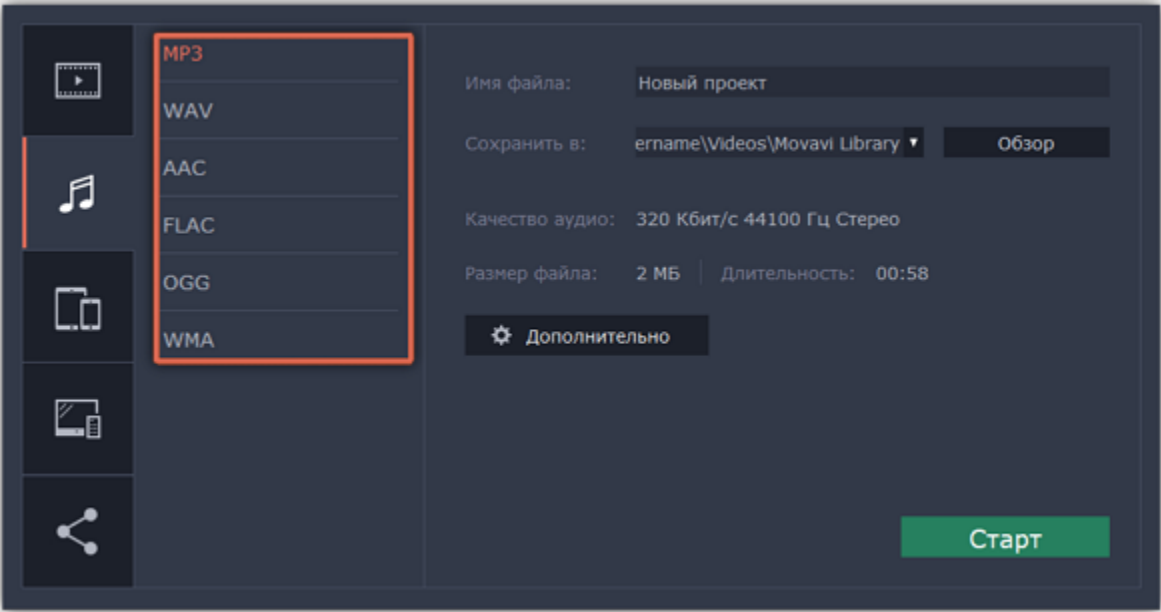 MP3
WAV
AAC
FLAC
OGG
WMA
Имя файла: Новый проект
Сохранить в: ername\Videos\Movavi Library Обзор
Качество аудио: 320 Кбит/с 44100 Гц Стерео
Размер файла: 2 МБ Длительность: 00:58
Дополнительно
Старт